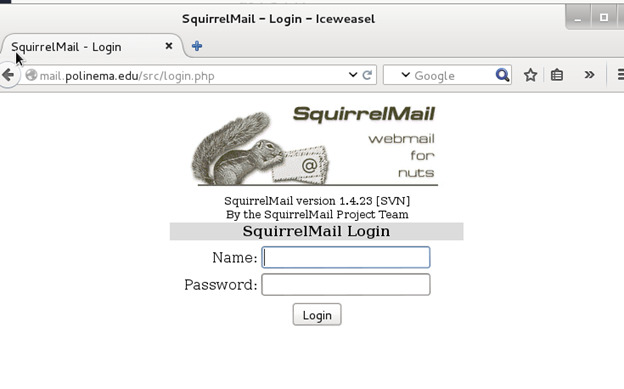 SquirrelMail - Login - Iceweasel
SquirrelMail - Login
mail.polinema.edu/src/login.php
Google
SquirrelMail
webmail
for
nuts
@
SquirrelMail version 1.4.23 [SVN]
By the SquirrelMail Project Team
SquirrelMail Login
Name:
Password:
Login